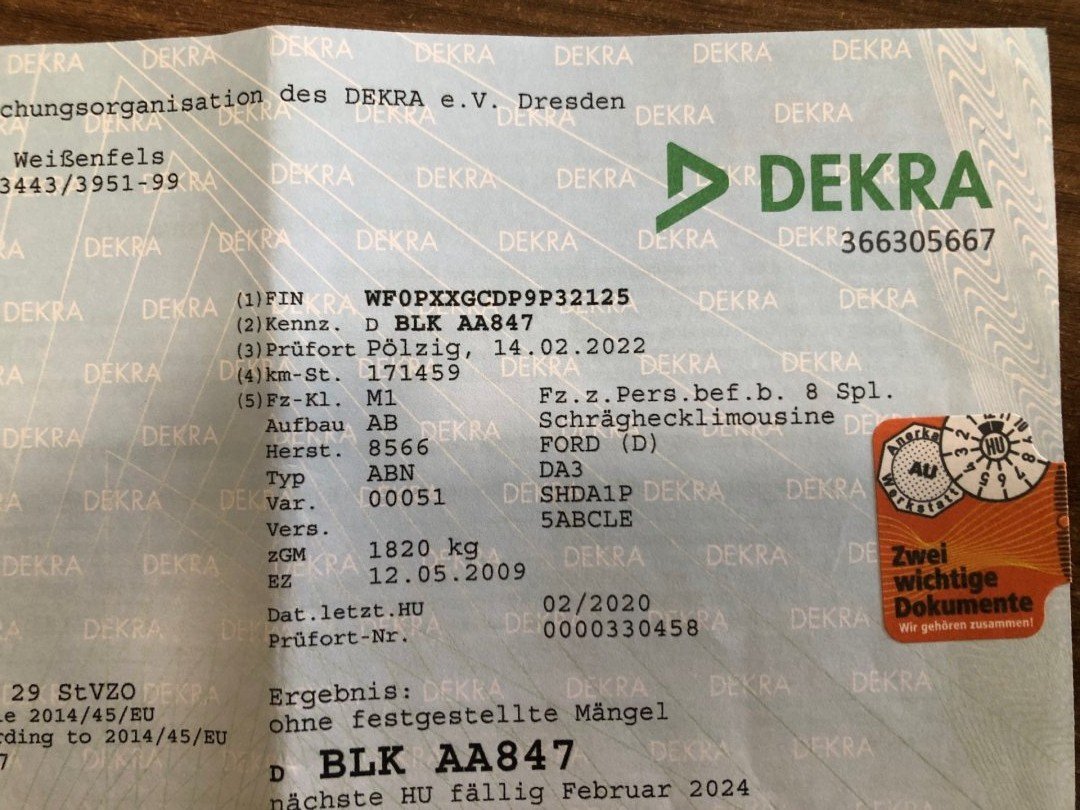 chungsorganisation des DEKRA e.V. Dresden
Weißenfels
3443/3951-99
DEKRA
366305667
(1) FIN WF0PXXGCDP9P32125
(2) Kennz. D BLK AA847
(3) Prüfort Pölzig, 14.02.2022
(4) km-St. 171459
(5) Fz-Kl. M1 Fz.z.Pers.bef.b. 8 Spl.
Aufbau AB Schräghecklimousine
Herst. 8566 FORD (D)
Typ ABN DA3
Var. 00051 SHDA1P
Vers. 5ABCLE
zGM 1820 kg
EZ 12.05.2009
Dat.letzt.HU 02/2020
Prüfort-Nr. 0000330458
Anerka
AU
Werkstatt
HU
Zwei
wichtige
Dokumente
Wir gehören zusammen!
29 StVZO
le 2014/45/EU
rding to 2014/45/EU
7
Ergebnis:
ohne festgestellte Mängel
D BLK AA847
nächste HU fällig Februar 2024